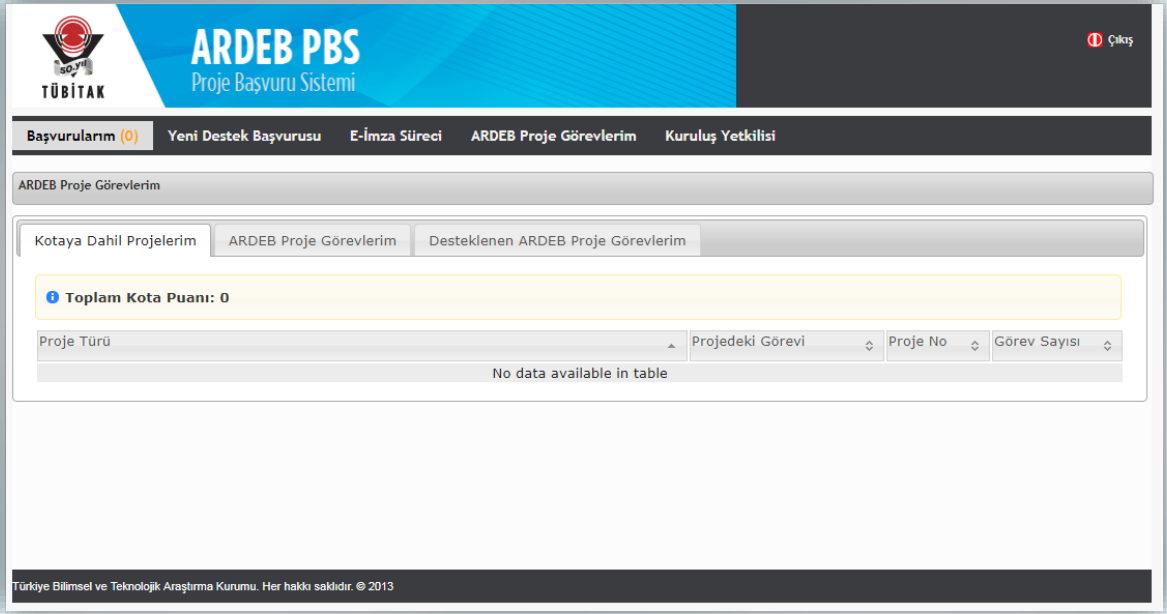 50.yıl
TÜBİTAK
ARDEB PBS
Proje Başvuru Sistemi
Çıkış
Başvurularım (0) Yeni Destek Başvurusu E-İmza Süreci ARDEB Proje Görevlerim Kuruluş Yetkilisi
ARDEB Proje Görevlerim
Kotaya Dahil Projelerim ARDEB Proje Görevlerim Desteklenen ARDEB Proje Görevlerim
Toplam Kota Puanı: 0
Proje Türü Projedeki Görevi Proje No Görev Sayısı
No data available in table
Türkiye Bilimsel ve Teknolojik Araştırma Kurumu. Her hakkı saklıdır. © 2013